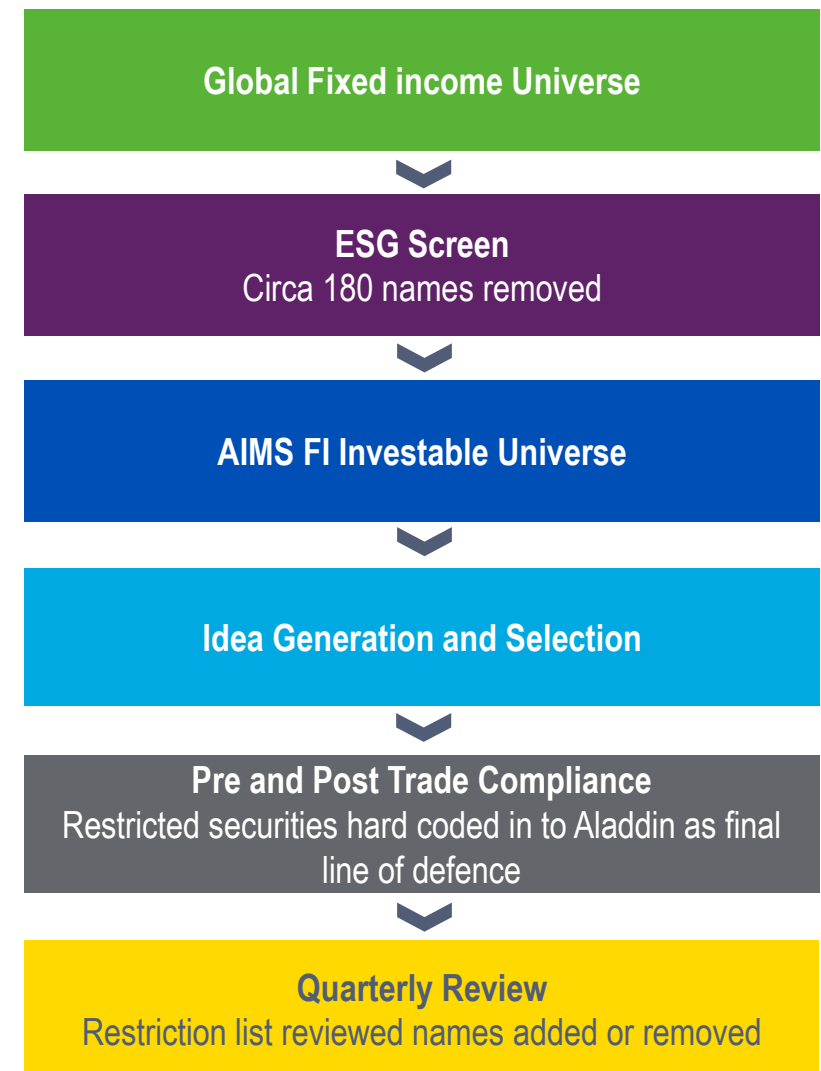 Global Fixed income Universe
ESG Screen
Circa 180 names removed
AIMS FI Investable Universe
Idea Generation and Selection
Pre and Post Trade Compliance
Restricted securities hard coded in to Aladdin as final
line of defence
Quarterly Review
Restriction list reviewed names added or removed